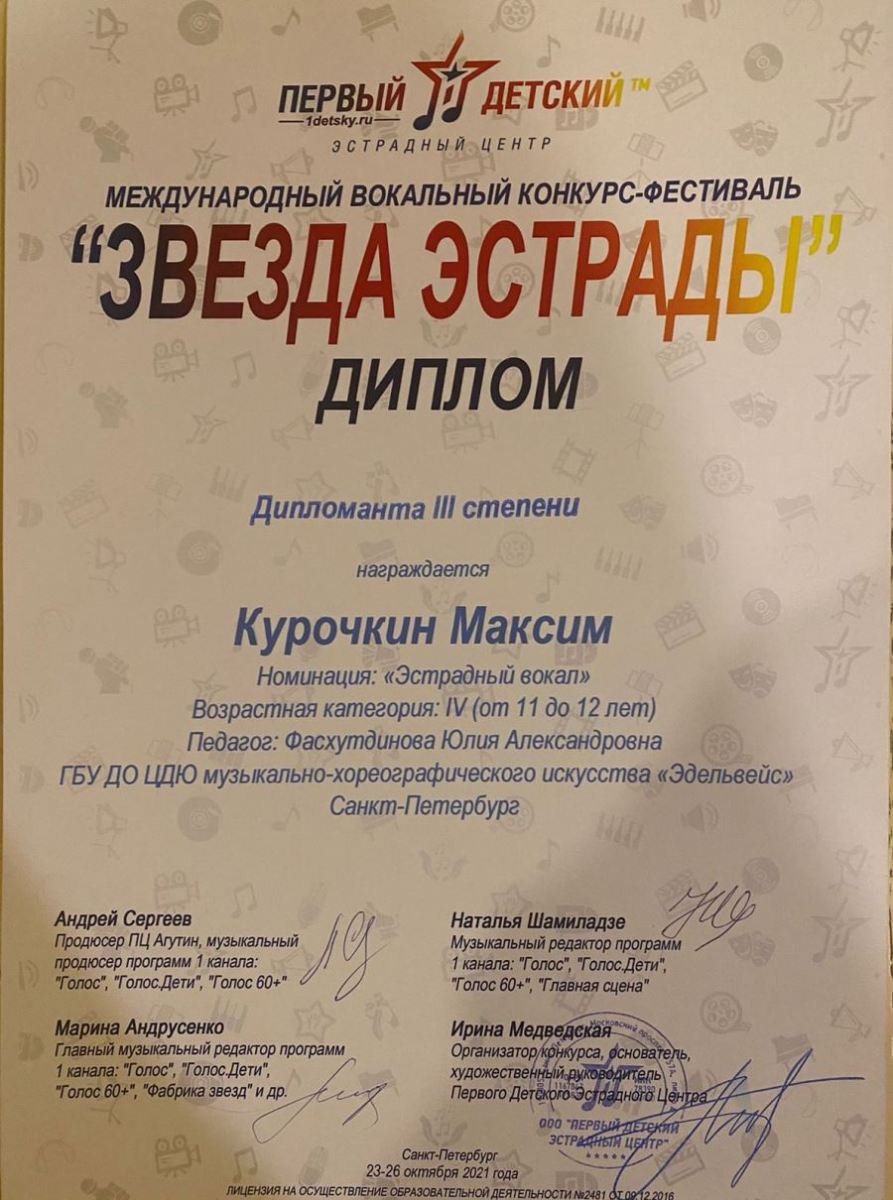 ПЕРВЫЙ ДЕТСКИЙ™
1detsky.ru
ЭСТРАДНЫЙ ЦЕНТР
МЕЖДУНАРОДНЫЙ ВОКАЛЬНЫЙ КОНКУРС-ФЕСТИВАЛЬ
“ЗВЕЗДА ЭСТРАДЫ”
ДИПЛОМ
Дипломанта III степени
награждается
Курочкин Максим
Номинация: «Эстрадный вокал»
Возрастная категория: IV (от 11 до 12 лет)
Педагог: Фасхутдинова Юлия Александровна
ГБУ ДО ЦДЮ музыкально-хореографического искусства «Эдельвейс»
Санкт-Петербург
Андрей Сергеев
Продюсер ПЦ Агутин, музыкальный
продюсер программ 1 канала:
"Голос", "Голос.Дети", "Голос 60+"
Наталья Шамиладзе
Музыкальный редактор программ
1 канала: "Голос", "Голос.Дети",
"Голос 60+", "Главная сцена"
Марина Андрусенко
Главный музыкальный редактор программ
1 канала: "Голос", "Голос.Дети",
"Голос 60+", "Фабрика звезд" и др.
Ирина Медведская
Организатор конкурса, основатель,
художественный руководитель
Первого Детского Эстрадного Центра
Московский
ООО "ПЕРВЫЙ ДЕТСКИЙ
ЭСТРАДНЫЙ ЦЕНТР"
Санкт-Петербург
23-26 октября 2021 года
ЛИЦЕНЗИЯ НА ОСУЩЕСТВЛЕНИЕ ОБРАЗОВАТЕЛЬНОЙ ДЕЯТЕЛЬНОСТИ №2481 ОТ 09.12.2016